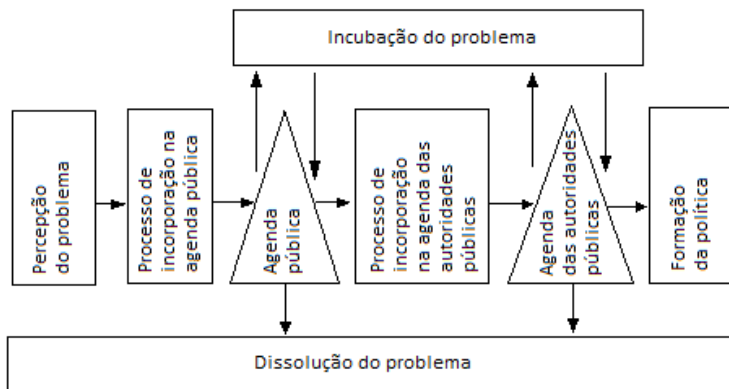 Incubação do problema
Percepção
do problema
Processo de
incorporação na
agenda pública
Agenda
pública
Processo de
incorporação
na agenda das
autoridades
públicas
Agenda
das autoridades
públicas
Formação
da política
Dissolução do problema